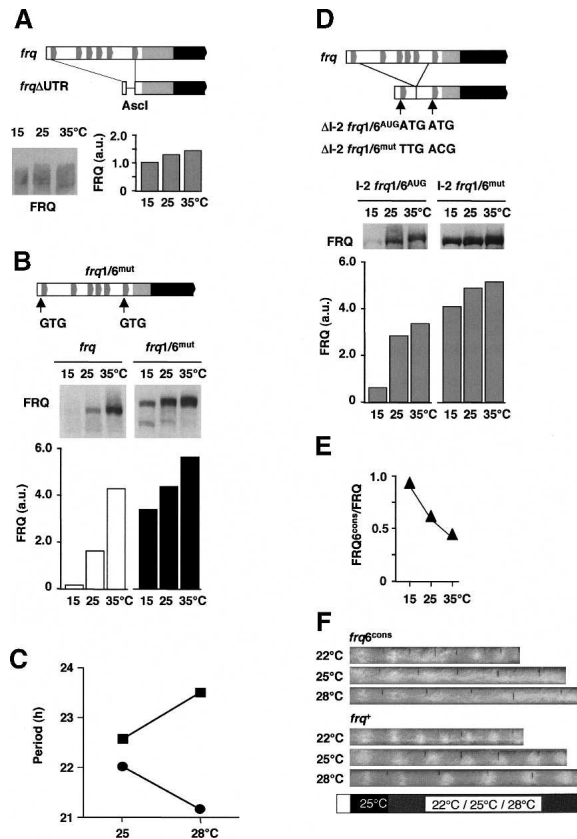 A
frq
frqΔUTR
AscI
15 25 35°C
FRQ
FRQ (a.u.)
2.0
1.0
0
15 25 35°C
B
frq1/6mut
GTG GTG
frq frq1/6mut
15 25 35°C 15 25 35°C
FRQ
FRQ (a.u.)
6.0
4.0
2.0
0
15 25 35°C 15 25 35°C
C
Period (h)
24
23
22
21
25 28°C
D
frq
ΔI-2 frq1/6AUG ATG ATG
ΔI-2 frq1/6mut TTG ACG
I-2 frq1/6AUG I-2 frq1/6mut
15 25 35°C 15 25 35°C
FRQ
FRQ (a.u.)
6.0
4.0
2.0
0
15 25 35°C 15 25 35°C
E
FRQ6cons/FRQ
1.0
0.5
0
15 25 35°C
F
frq6cons
22°C
25°C
28°C
frq+
22°C
25°C
28°C
25°C 22°C / 25°C / 28°C